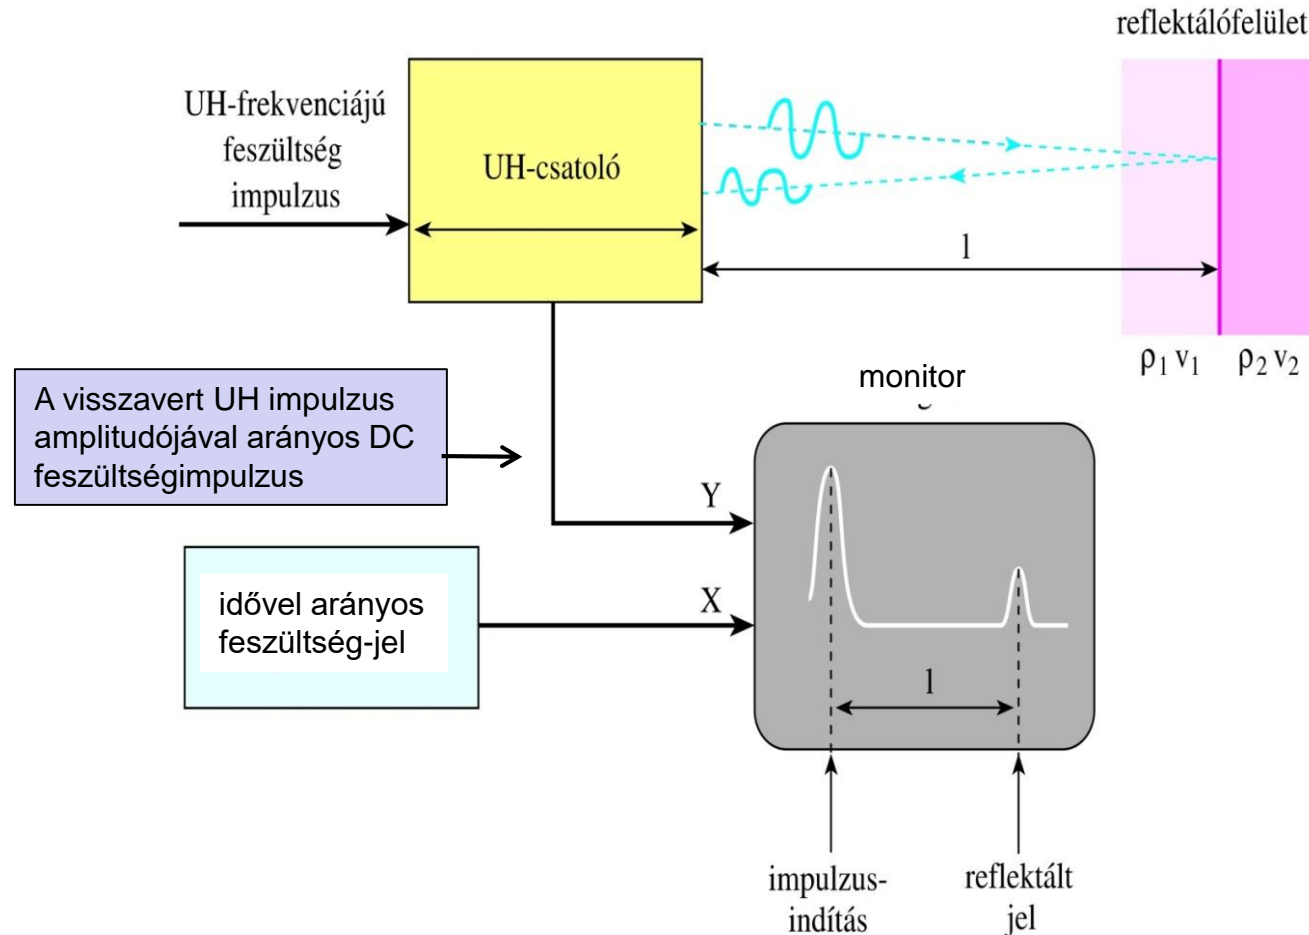 reflektálófelület
UH-frekvenciájú
feszültség
impulzus
UH-csatoló
l
ρ₁ v₁ ρ₂ v₂
A visszavert UH impulzus
amplitudójával arányos DC
feszültségimpulzus
monitor
Y
idővel arányos
feszültség-jel
X
l
impulzus-
indítás
reflektált
jel